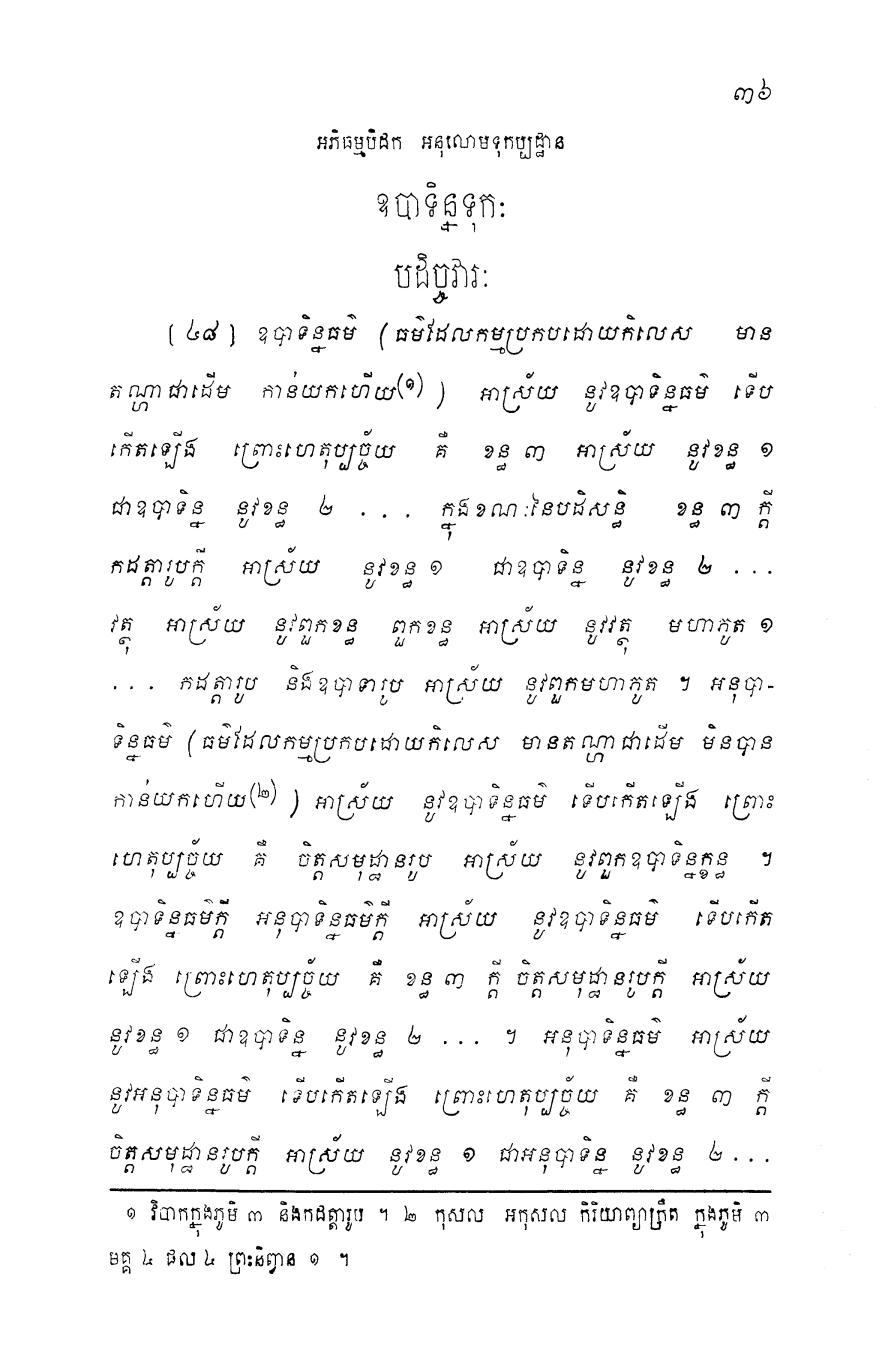 ៣៦
អភិធម្មបិដក អនុលោមទុកប្បដ្ឋាន
ឧបាទិន្នទុកៈ
បដិច្ចវារៈ
[ ៤៨ ] ឧបាទិន្នធម៌ (ធម៌ដែលកម្មប្រកបដោយកិលេស មាន
តណ្ហាជាដើម កាន់យកហើយ(១) ) អាស្រ័យ នូវឧបាទិន្នធម៌ ទើប
កើតឡើង ព្រោះហេតុប្បច្ច័យ គឺ ខន្ធ ៣ អាស្រ័យ នូវខន្ធ ១
ជាឧបាទិន្ន នូវខន្ធ ២ . . . ក្នុងខណៈនៃបដិសន្ធិ ខន្ធ ៣ ក្តី
កដត្តារូបក្តី អាស្រ័យ នូវខន្ធ ១ ជាឧបាទិន្ន នូវខន្ធ ២ . . .
វត្ថុ អាស្រ័យ នូវពួកខន្ធ ពួកខន្ធ អាស្រ័យ នូវវត្ថុ មហាភូត ១
. . . កដត្តារូប និងឧបាទារូប អាស្រ័យ នូវពួកមហាភូត ។ អនុបា-
ទិន្នធម៌ (ធម៌ដែលកម្មប្រកបដោយកិលេស មានតណ្ហាជាដើម មិនបាន
កាន់យកហើយ(២) ) អាស្រ័យ នូវឧបាទិន្នធម៌ ទើបកើតឡើង ព្រោះ
ហេតុប្បច្ច័យ គឺ ចិត្តសមុដ្ឋានរូប អាស្រ័យ នូវពួកឧបាទិន្នក្ខន្ធ ។
ឧបាទិន្នធម៌ក្តី អនុបាទិន្នធម៌ក្តី អាស្រ័យ នូវឧបាទិន្នធម៌ ទើបកើត
ឡើង ព្រោះហេតុប្បច្ច័យ គឺ ខន្ធ ៣ ក្តី ចិត្តសមុដ្ឋានរូបក្តី អាស្រ័យ
នូវខន្ធ ១ ជាឧបាទិន្ន នូវខន្ធ ២ . . . ។ អនុបាទិន្នធម៌ អាស្រ័យ
នូវអនុបាទិន្នធម៌ ទើបកើតឡើង ព្រោះហេតុប្បច្ច័យ គឺ ខន្ធ ៣ ក្តី
ចិត្តសមុដ្ឋានរូបក្តី អាស្រ័យ នូវខន្ធ ១ ជាអនុបាទិន្ន នូវខន្ធ ២ . . .
១ វិបាកក្នុងភូមិ ៣ និងកដត្តារូប ។ ២ កុសល អកុសល កិរិយាព្យាក្រឹត ក្នុងភូមិ ៣
មគ្គ ៤ ផល ៤ ព្រះនិព្វាន ១ ។